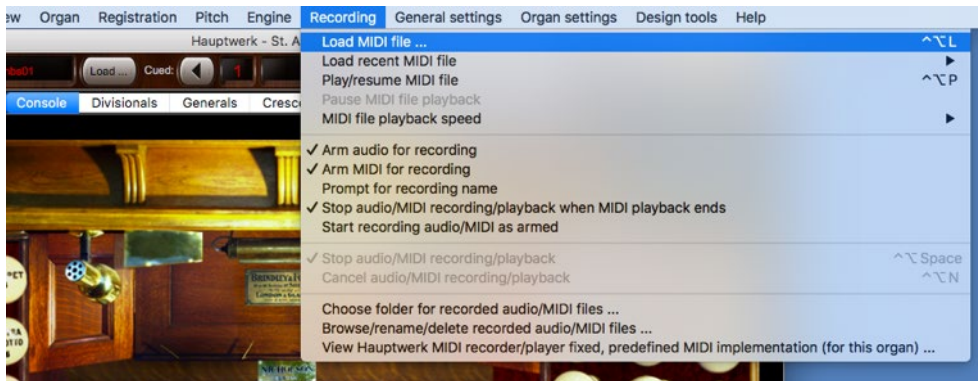 ew Organ Registration Pitch Engine Recording General settings Organ settings Design tools Help
Hauptwerk - St. A
Load ... Cued: 1
Console Divisionals Generals Cresc
Load MIDI file ... ^⌥L
Load recent MIDI file ▶
Play/resume MIDI file ^⌥P
Pause MIDI file playback
MIDI file playback speed ▶
✓ Arm audio for recording
✓ Arm MIDI for recording
Prompt for recording name
✓ Stop audio/MIDI recording/playback when MIDI playback ends
Start recording audio/MIDI as armed
✓ Stop audio/MIDI recording/playback ^⌥Space
Cancel audio/MIDI recording/playback ^⌥N
Choose folder for recorded audio/MIDI files ...
Browse/rename/delete recorded audio/MIDI files ...
View Hauptwerk MIDI recorder/player fixed, predefined MIDI implementation (for this organ) ...